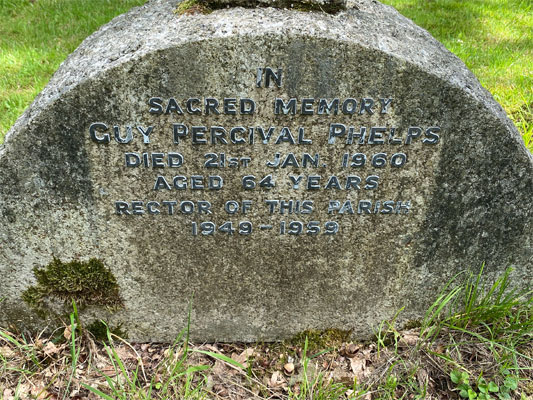 IN
SACRED MEMORY
GUY PERCIVAL PHELPS
DIED 21ST JAN 1960
AGED 64 YEARS
RECTOR OF THIS PARISH
1949-1959